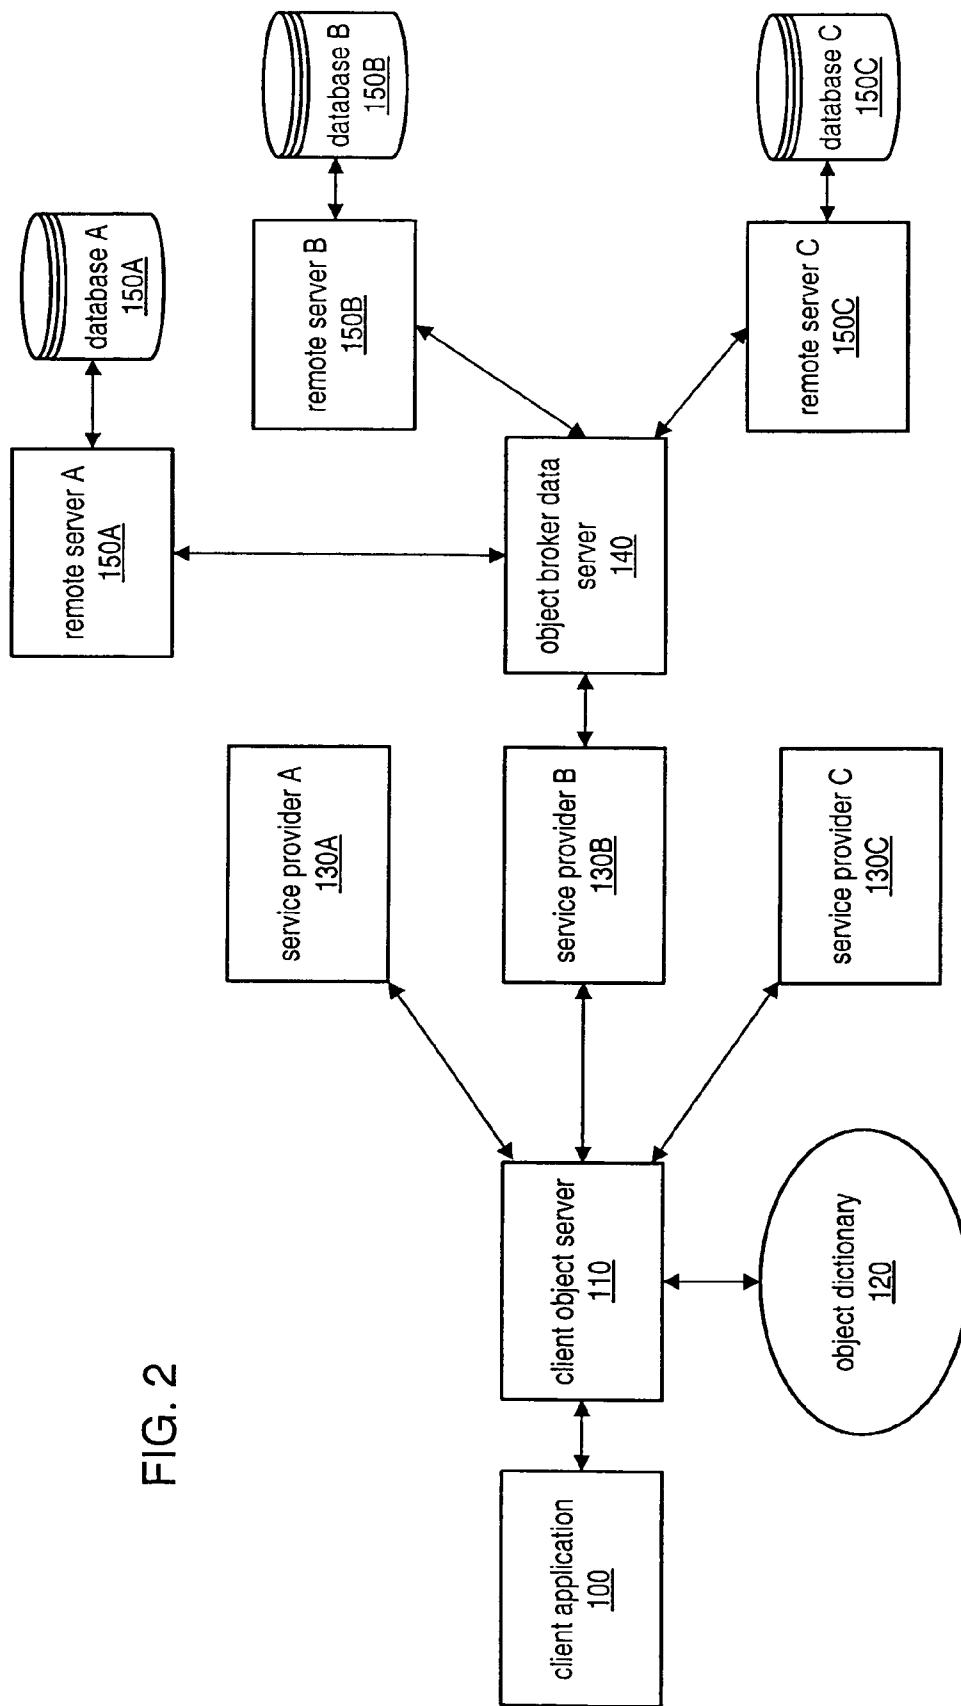 FIG. 2
client application
100
client object server
110
object dictionary
120
service provider A
130A
service provider B
130B
service provider C
130C
object broker data
server
140
remote server A
150A
database A
150A
remote server B
150B
database B
150B
remote server C
150C
database C
150C